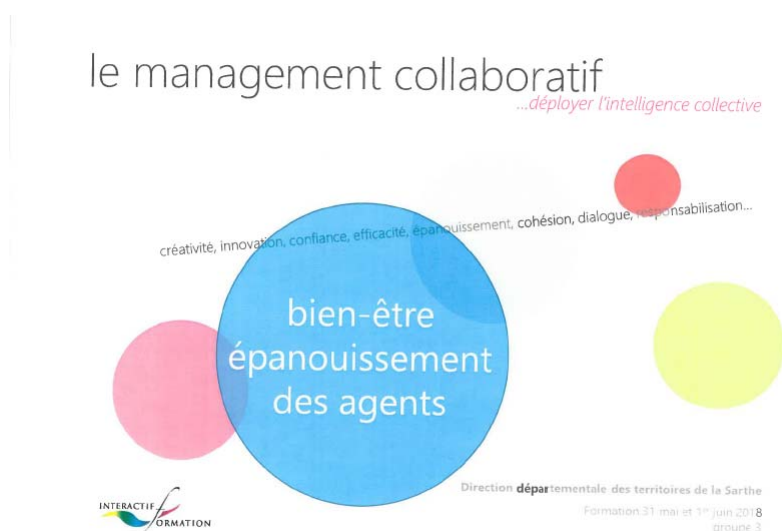 le management collaboratif
...déployer l'intelligence collective
créativité, innovation, confiance, efficacité, épanouissement, cohésion, dialogue, responsabilisation...
bien-être
épanouissement
des agents
INTERACTIF
FORMATION
Direction départementale des territoires de la Sarthe
Formation 31 mai et 1er juin 2018
groupe 3